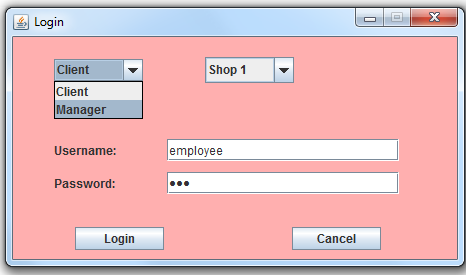 Login
Client
Shop 1
Client
Manager
Username:
employee
Password:
●●●
Login
Cancel